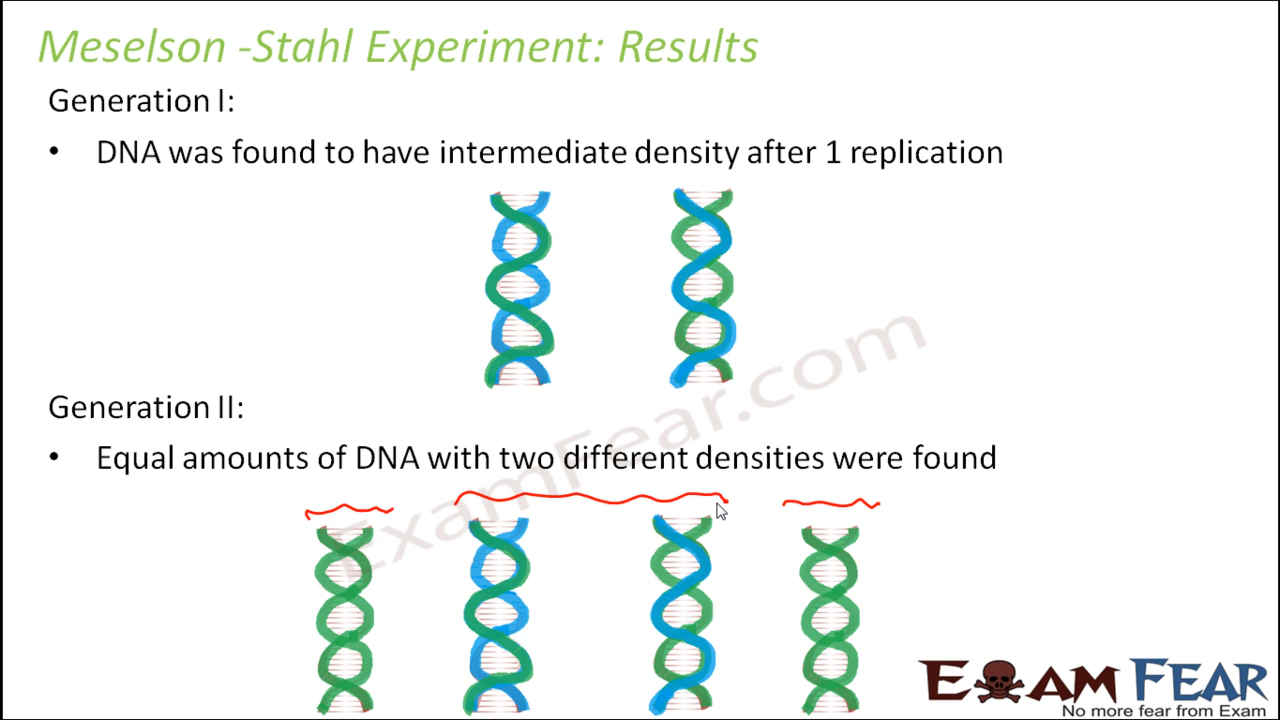 Meselson -Stahl Experiment: Results
Generation I:
• DNA was found to have intermediate density after 1 replication
Generation II:
• Equal amounts of DNA with two different densities were found
ExamFear.com
EXAM FEAR
No more fear from Exam